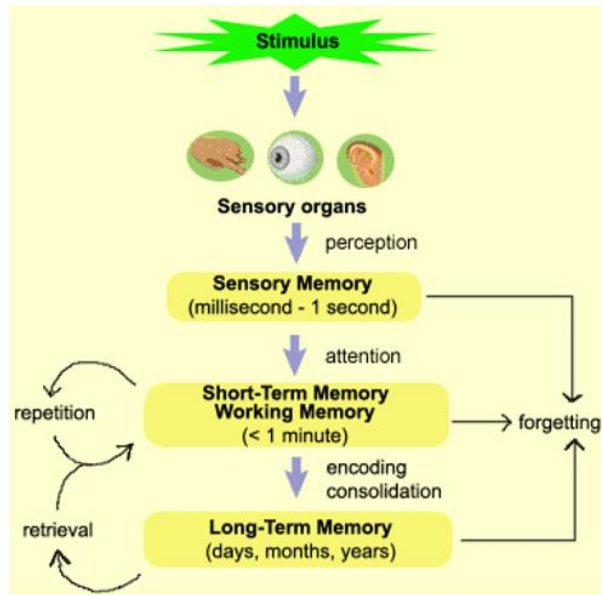 Stimulus
Sensory organs
perception
Sensory Memory
(millisecond - 1 second)
attention
Short-Term Memory
Working Memory
(< 1 minute)
repetition
forgetting
encoding
consolidation
retrieval
Long-Term Memory
(days, months, years)